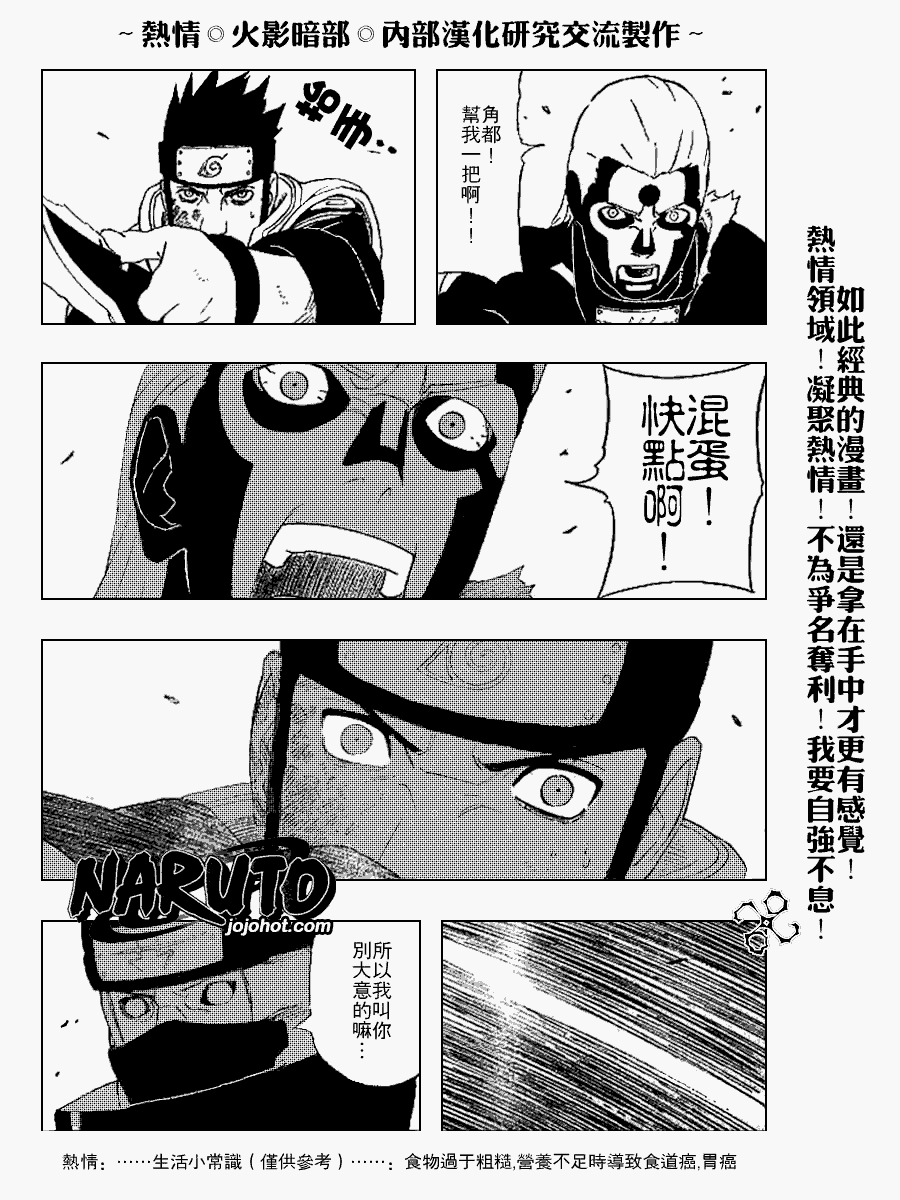 ~熱情◎火影暗部◎內部漢化研究交流製作~
角都！
幫我一把啊！！
抬手…
混蛋！
快點啊！
NARUTO
jojohot.com
所以我叫你
別大意的嘛…
如此經典的漫畫！還是拿在手中才更有感覺！
熱情領域！凝聚熱情！不為爭名奪利！我要自強不息！
熱情：……生活小常識（僅供參考）……：食物過于粗糙,營養不足時導致食道癌,胃癌